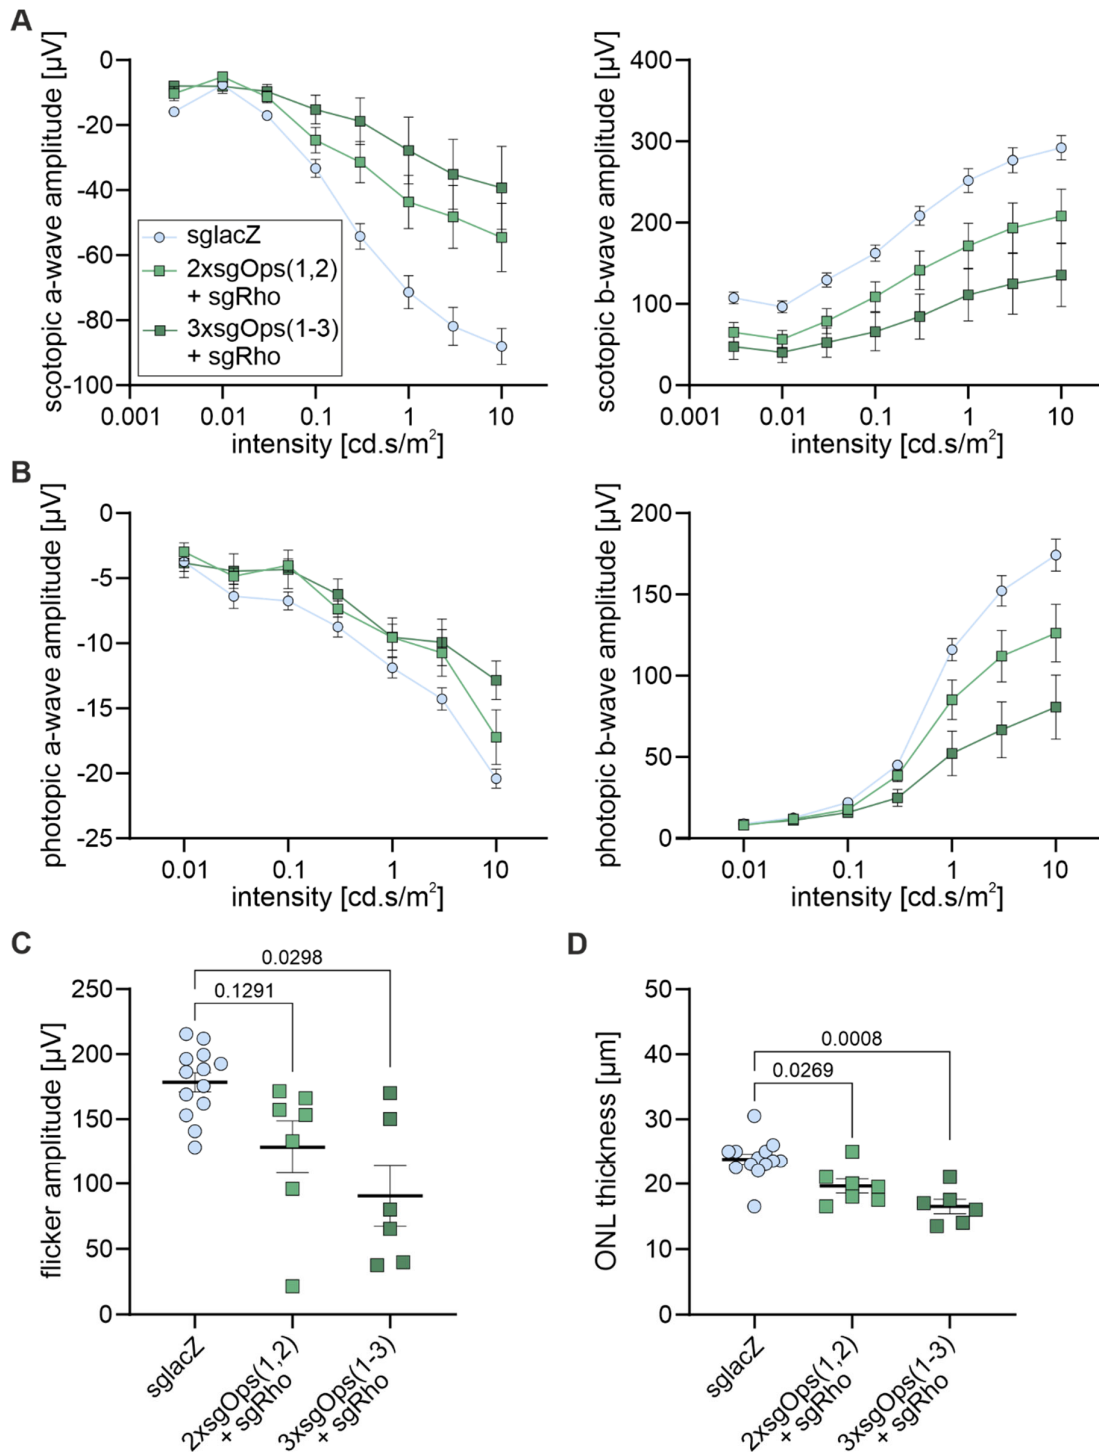 A
scotopic a-wave amplitude [µV]
0
-20
-40
-60
-80
-100
sglacZ
2xsgOps(1,2)
+ sgRho
3xsgOps(1-3)
+ sgRho
0.001 0.01 0.1 1 10
intensity [cd.s/m²]
scotopic b-wave amplitude [µV]
400
300
200
100
0
0.001 0.01 0.1 1 10
intensity [cd.s/m²]
B
photopic a-wave amplitude [µV]
0
-5
-10
-15
-20
-25
0.01 0.1 1 10
intensity [cd.s/m²]
photopic b-wave amplitude [µV]
200
150
100
50
0
0.01 0.1 1 10
intensity [cd.s/m²]
C
flicker amplitude [µV]
250
200
150
100
50
0
0.0298
0.1291
sglacZ
2xsgOps(1,2)
+ sgRho
3xsgOps(1-3)
+ sgRho
D
ONL thickness [µm]
50
40
30
20
10
0
0.0008
0.0269
sglacZ
2xsgOps(1,2)
+ sgRho
3xsgOps(1-3)
+ sgRho